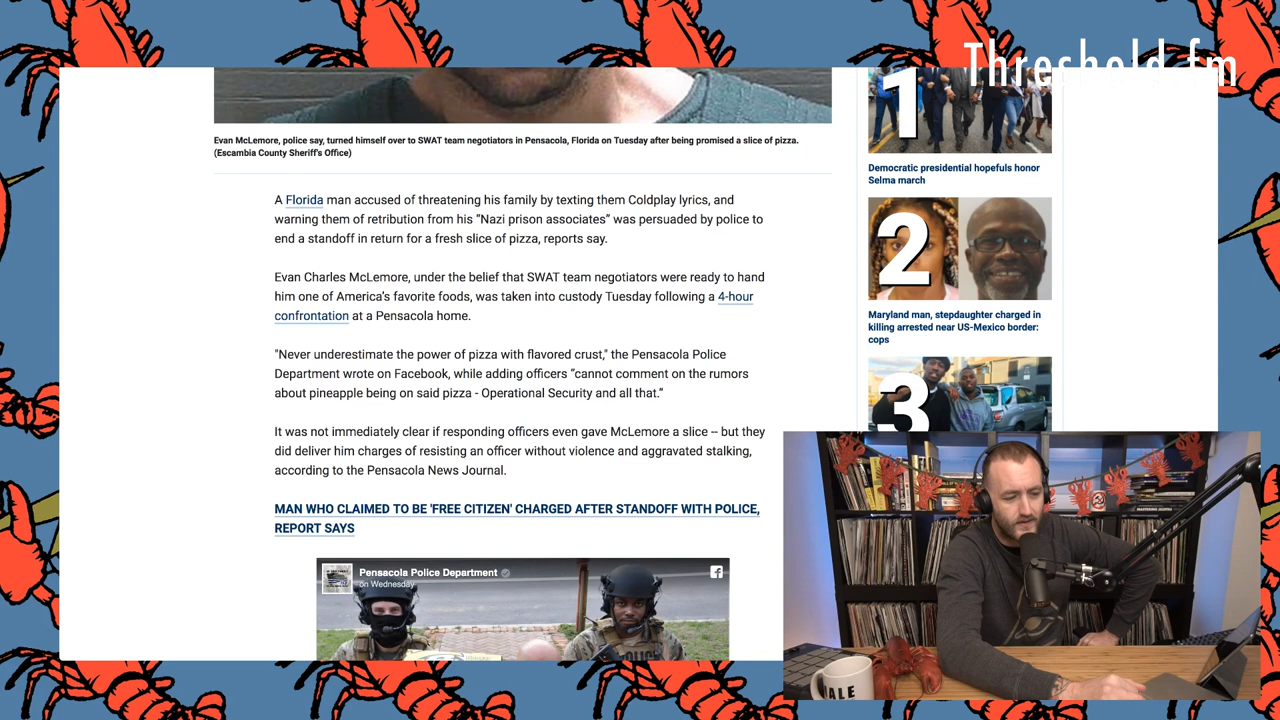 Threshold.fm
Evan McLemore, police say, turned himself over to SWAT team negotiators in Pensacola, Florida on Tuesday after being promised a slice of pizza.
(Escambia County Sheriff's Office)
A Florida man accused of threatening his family by texting them Coldplay lyrics, and
warning them of retribution from his "Nazi prison associates" was persuaded by police to
end a standoff in return for a fresh slice of pizza, reports say.
Evan Charles McLemore, under the belief that SWAT team negotiators were ready to hand
him one of America's favorite foods, was taken into custody Tuesday following a 4-hour
confrontation at a Pensacola home.
"Never underestimate the power of pizza with flavored crust," the Pensacola Police
Department wrote on Facebook, while adding officers "cannot comment on the rumors
about pineapple being on said pizza - Operational Security and all that."
It was not immediately clear if responding officers even gave McLemore a slice – but they
did deliver him charges of resisting an officer without violence and aggravated stalking,
according to the Pensacola News Journal.
MAN WHO CLAIMED TO BE 'FREE CITIZEN' CHARGED AFTER STANDOFF WITH POLICE,
REPORT SAYS
Pensacola Police Department
on Wednesday
1
Democratic presidential hopefuls honor
Selma march
2
Maryland man, stepdaughter charged in
killing arrested near US-Mexico border:
cops
3
ALE